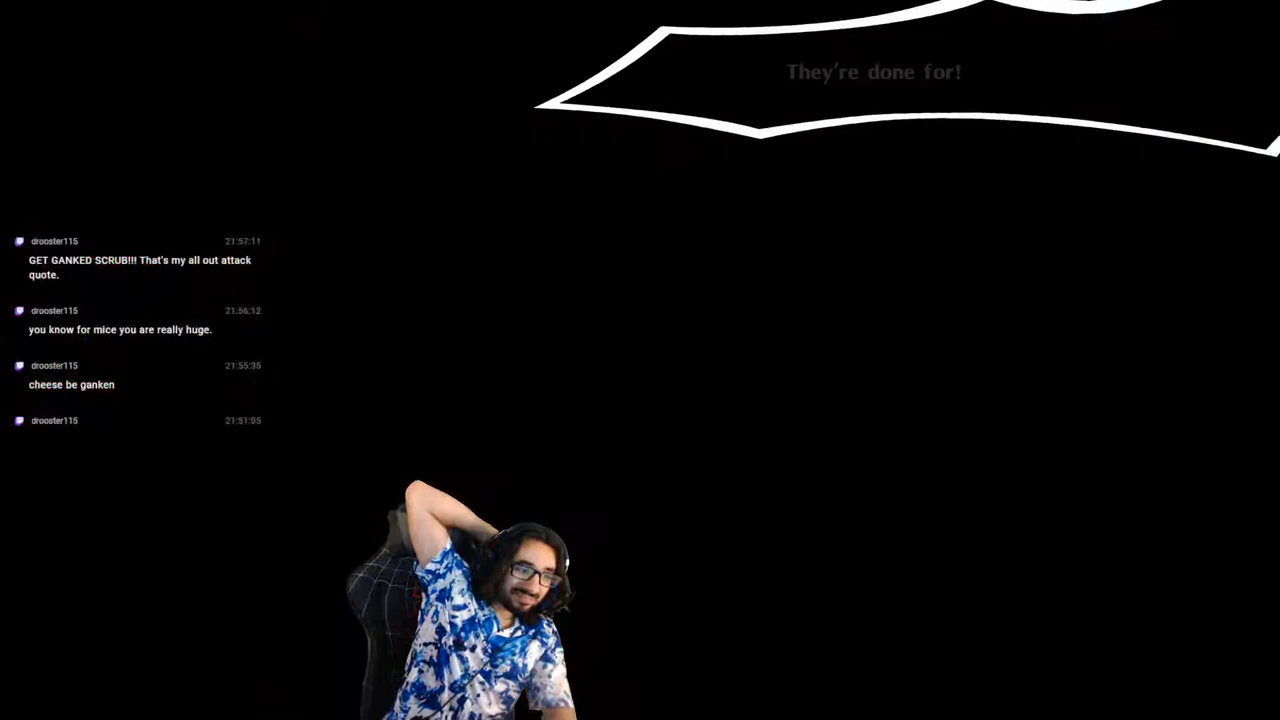 They're done for!
drooster115 21:57:11
GET GANKED SCRUB!!! That's my all out attack
quote.
drooster115 21:56:12
you know for mice you are really huge.
drooster115 21:55:35
cheese be ganken
drooster115 21:51:05